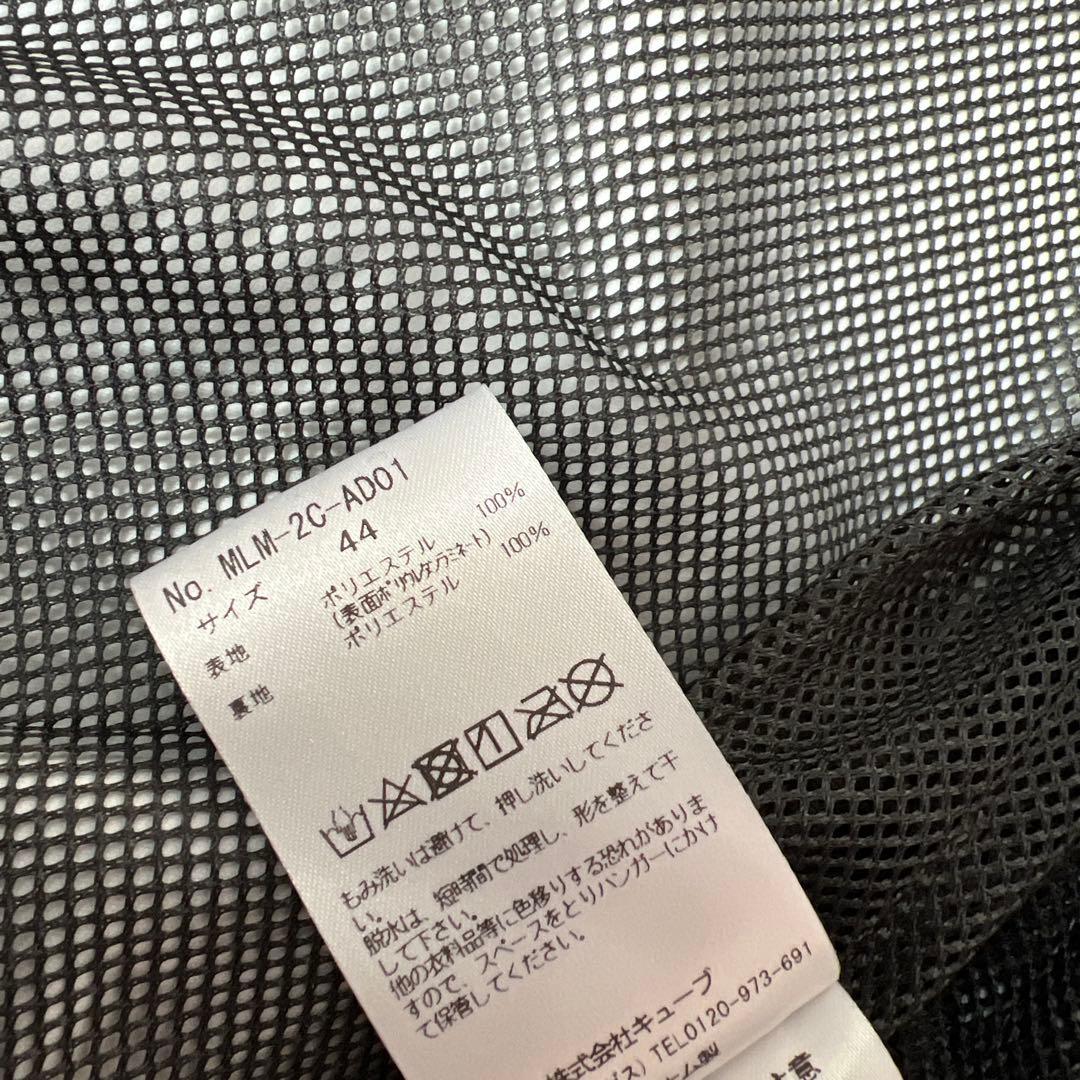 No. MLM-2C-AD01
サイズ 44
表地 ポリエステル 100%
(表面ポリウレタンラミネート)
裏地 ポリエステル 100%
もみ洗いは避けて、押し洗いしてくださ
い。
脱水は、短時間で処理し、形を整えて干
して下さい。
他の衣料品等に色移りする恐れがありま
すので、スペースをとりハンガーにかけ
て保管してください。
株式会社キューブ
ス) TEL0120-973-691